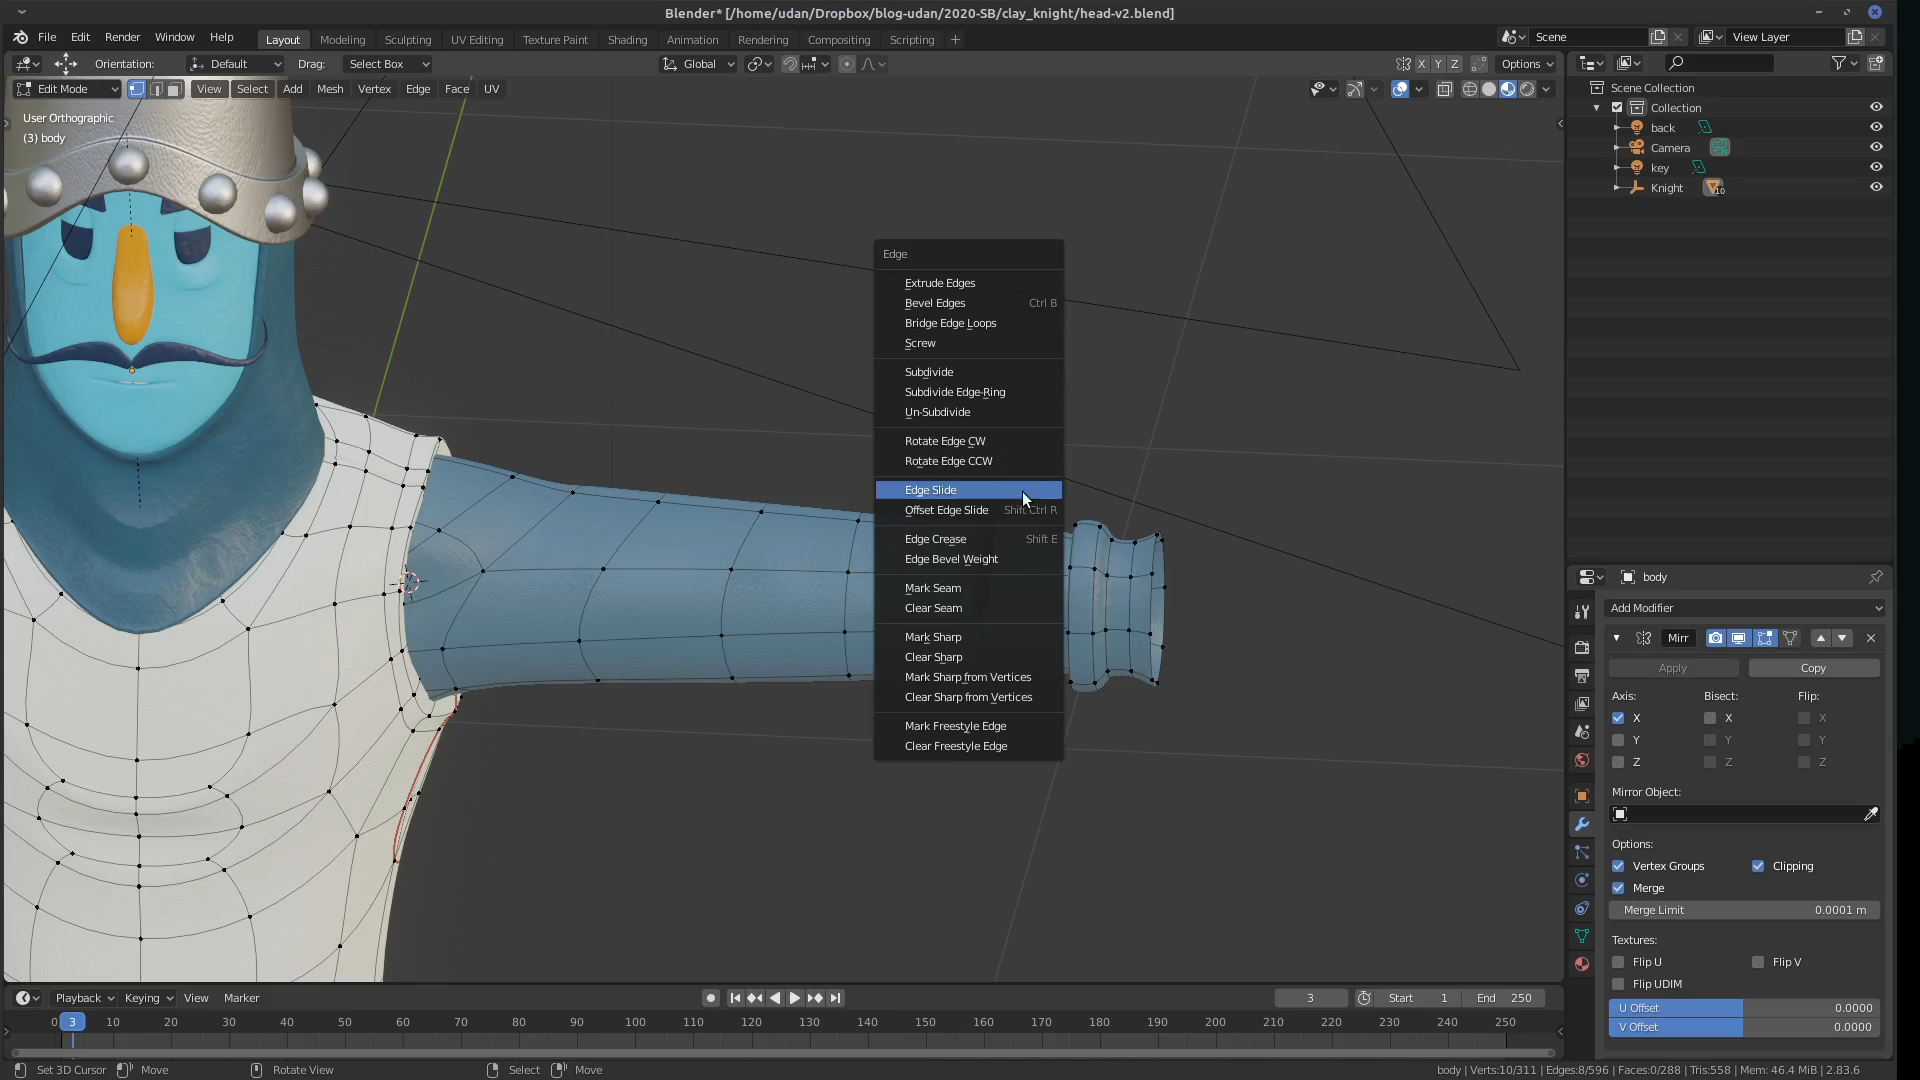 Blender* [/home/udan/Dropbox/blog-udan/2020-SB/clay_knight/head-v2.blend]
File Edit Render Window Help
Layout Modeling Sculpting UV Editing Texture Paint Shading Animation Rendering Compositing Scripting +
Scene
View Layer
Orientation: Default Drag: Select Box
Global
X Y Z
Options
Edit Mode
View Select Add Mesh Vertex Edge Face UV
User Orthographic
(3) body
Scene Collection
Collection
back
Camera
key
Knight 10
Edge
Extrude Edges
Bevel Edges Ctrl B
Bridge Edge Loops
Screw
Subdivide
Subdivide Edge-Ring
Un-Subdivide
Rotate Edge CW
Rotate Edge CCW
Edge Slide
Offset Edge Slide Shift Ctrl R
Edge Crease Shift E
Edge Bevel Weight
Mark Seam
Clear Seam
Mark Sharp
Clear Sharp
Mark Sharp from Vertices
Clear Sharp from Vertices
Mark Freestyle Edge
Clear Freestyle Edge
body
Add Modifier
Mirr
Apply Copy
Axis: Bisect: Flip:
X X X
Y Y Y
Z Z Z
Mirror Object:
Options:
Vertex Groups Clipping
Merge
Merge Limit 0.0001 m
Textures:
Flip U Flip V
Flip UDIM
U Offset 0.0000
V Offset 0.0000
Playback Keying View Marker
3
Start 1 End 250
0 3 10 20 30 40 50 60 70 80 90 100 110 120 130 140 150 160 170 180 190 200 210 220 230 240 250
Set 3D Cursor Move Rotate View Select Move
body | Verts:10/311 | Edges:8/596 | Faces:0/288 | Tris:558 | Mem: 46.4 MiB | 2.83.6